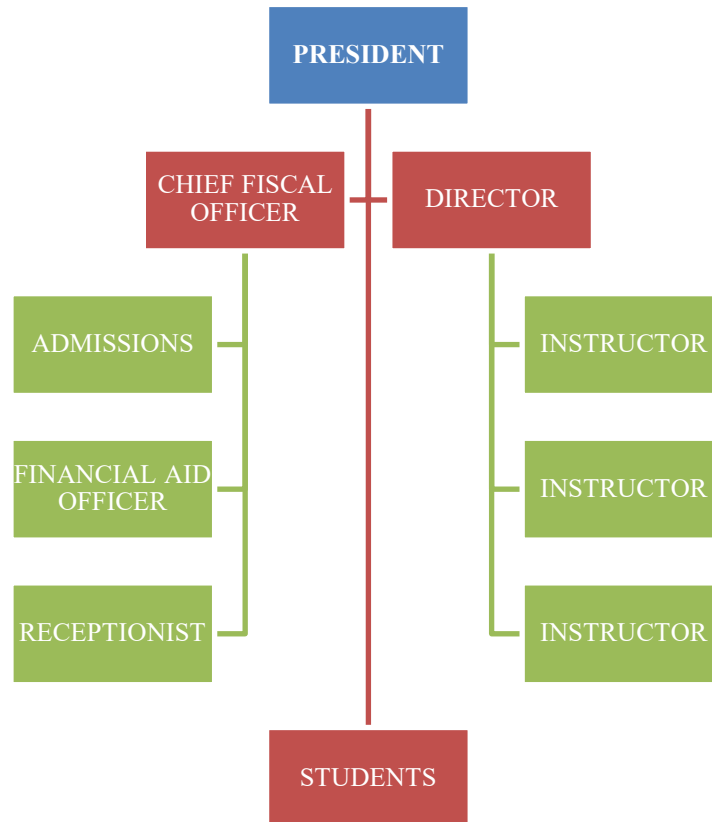 PRESIDENT
CHIEF FISCAL
OFFICER
DIRECTOR
ADMISSIONS
INSTRUCTOR
FINANCIAL AID
OFFICER
INSTRUCTOR
RECEPTIONIST
INSTRUCTOR
STUDENTS